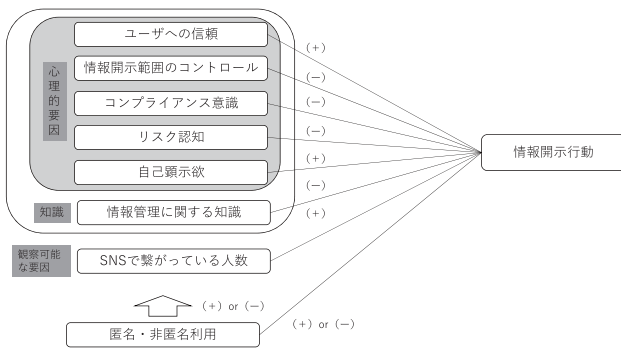 ユーザへの信頼
(+)
情報開示範囲のコントロール
(−)
心理的要因
コンプライアンス意識
(−)
リスク認知
(−)
情報開示行動
自己顕示欲
(+)
(−)
知識
情報管理に関する知識
(+)
観察可能
な要因
SNSで繋がっている人数
(+) or (−)
匿名・非匿名利用
(+) or (−)